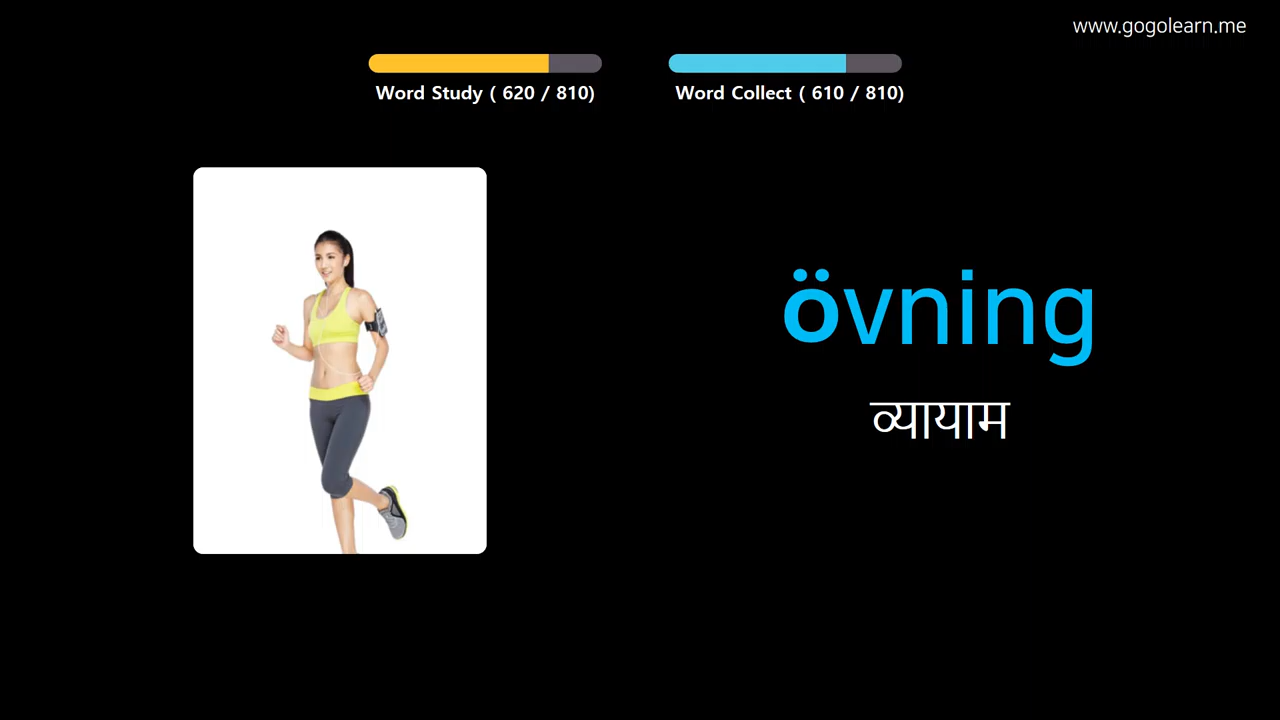 www.gogolearn.me
Word Study ( 620 / 810)
Word Collect ( 610 / 810)
övning
व्यायाम